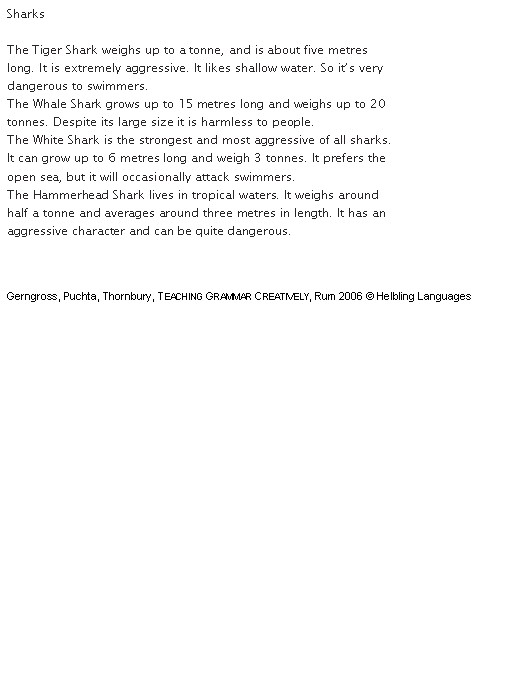 Sharks
The Tiger Shark weighs up to a tonne, and is about five metres
long. It is extremely aggressive. It likes shallow water. So it's very
dangerous to swimmers.
The Whale Shark grows up to 15 metres long and weighs up to 20
tonnes. Despite its large size it is harmless to people.
The White Shark is the strongest and most aggressive of all sharks.
It can grow up to 6 metres long and weigh 3 tonnes. It prefers the
open sea, but it will occasionally attack swimmers.
The Hammerhead Shark lives in tropical waters. It weighs around
half a tonne and averages around three metres in length. It has an
aggressive character and can be quite dangerous.
Gerngross, Puchta, Thornbury, TEACHING GRAMMAR CREATIVELY, Rum 2006 © Helbling Languages